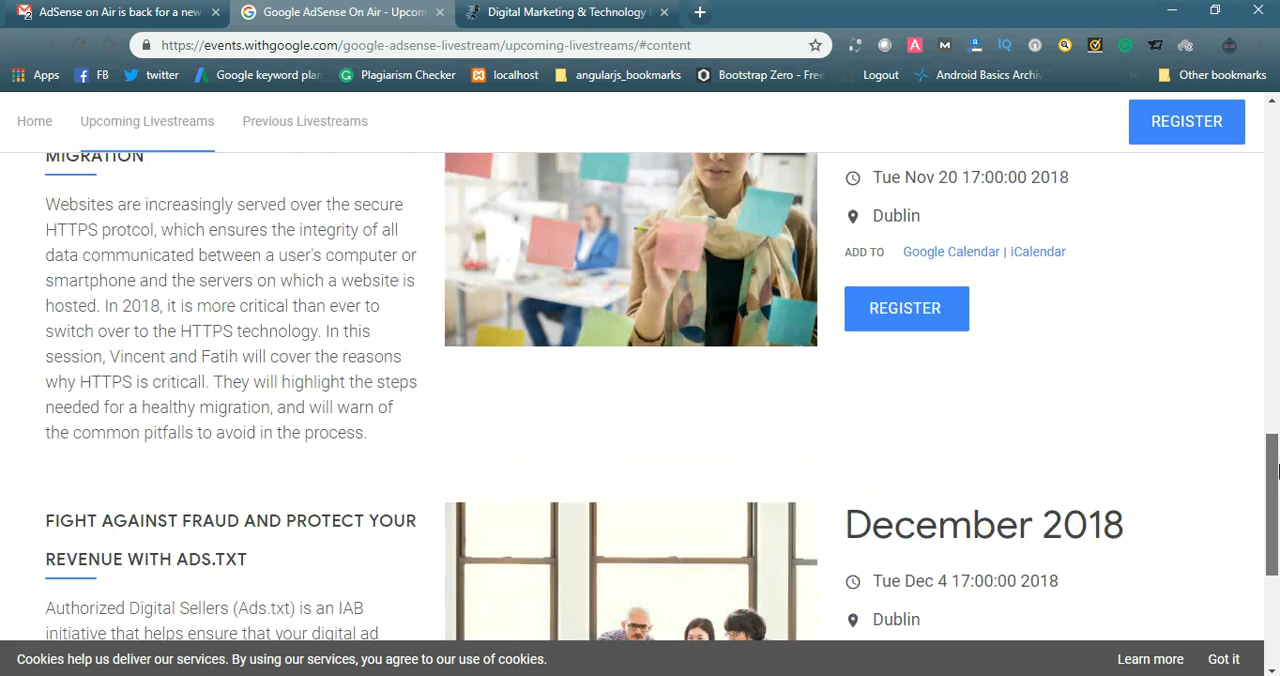 AdSense on Air is back for a new
Google AdSense On Air - Upcom
Digital Marketing & Technology
https://events.withgoogle.com/google-adsense-livestream/upcoming-livestreams/#content
Apps
FB
twitter
Google keyword plan
Plagiarism Checker
localhost
angularjs_bookmarks
Bootstrap Zero - Free
Logout
Android Basics Archiv
Other bookmarks
Home
Upcoming Livestreams
Previous Livestreams
REGISTER
MIGRATION
Websites are increasingly served over the secure
HTTPS protcol, which ensures the integrity of all
data communicated between a user's computer or
smartphone and the servers on which a website is
hosted. In 2018, it is more critical than ever to
switch over to the HTTPS technology. In this
session, Vincent and Fatih will cover the reasons
why HTTPS is criticall. They will highlight the steps
needed for a healthy migration, and will warn of
the common pitfalls to avoid in the process.
Tue Nov 20 17:00:00 2018
Dublin
ADD TO Google Calendar | iCalendar
REGISTER
FIGHT AGAINST FRAUD AND PROTECT YOUR
REVENUE WITH ADS.TXT
Authorized Digital Sellers (Ads.txt) is an IAB
initiative that helps ensure that your digital ad
December 2018
Tue Dec 4 17:00:00 2018
Dublin
Cookies help us deliver our services. By using our services, you agree to our use of cookies.
Learn more
Got it